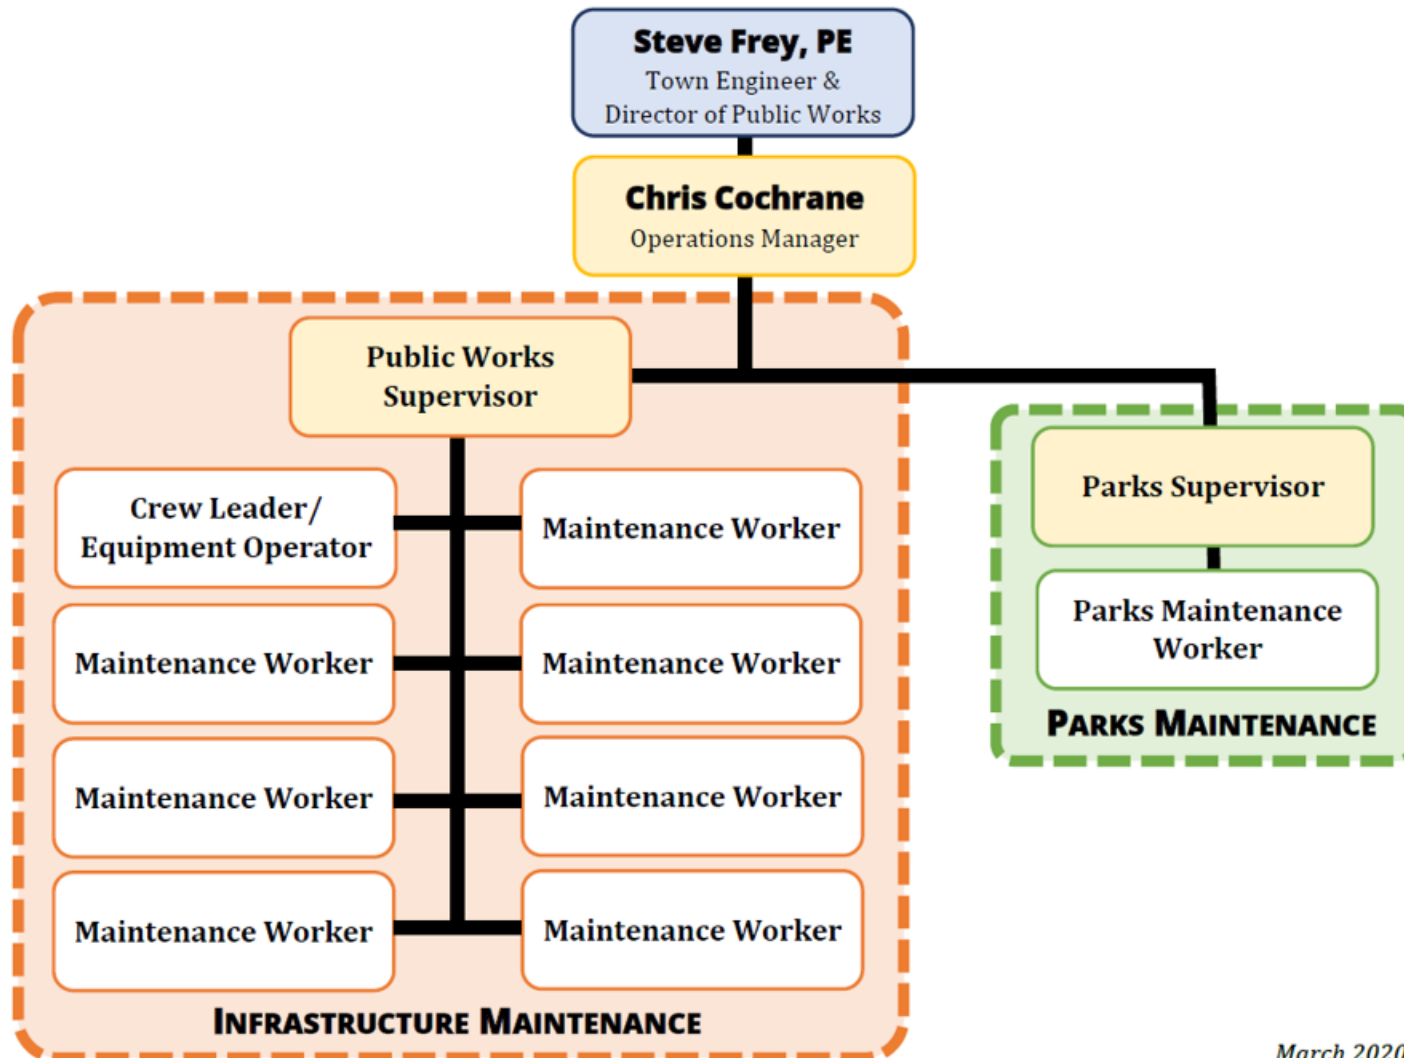 Steve Frey, PE
Town Engineer &
Director of Public Works
Chris Cochrane
Operations Manager
Public Works
Supervisor
Crew Leader/
Equipment Operator
Maintenance Worker
Maintenance Worker
Maintenance Worker
Maintenance Worker
Maintenance Worker
Maintenance Worker
Maintenance Worker
INFRASTRUCTURE MAINTENANCE
Parks Supervisor
Parks Maintenance
Worker
PARKS MAINTENANCE
March 2020